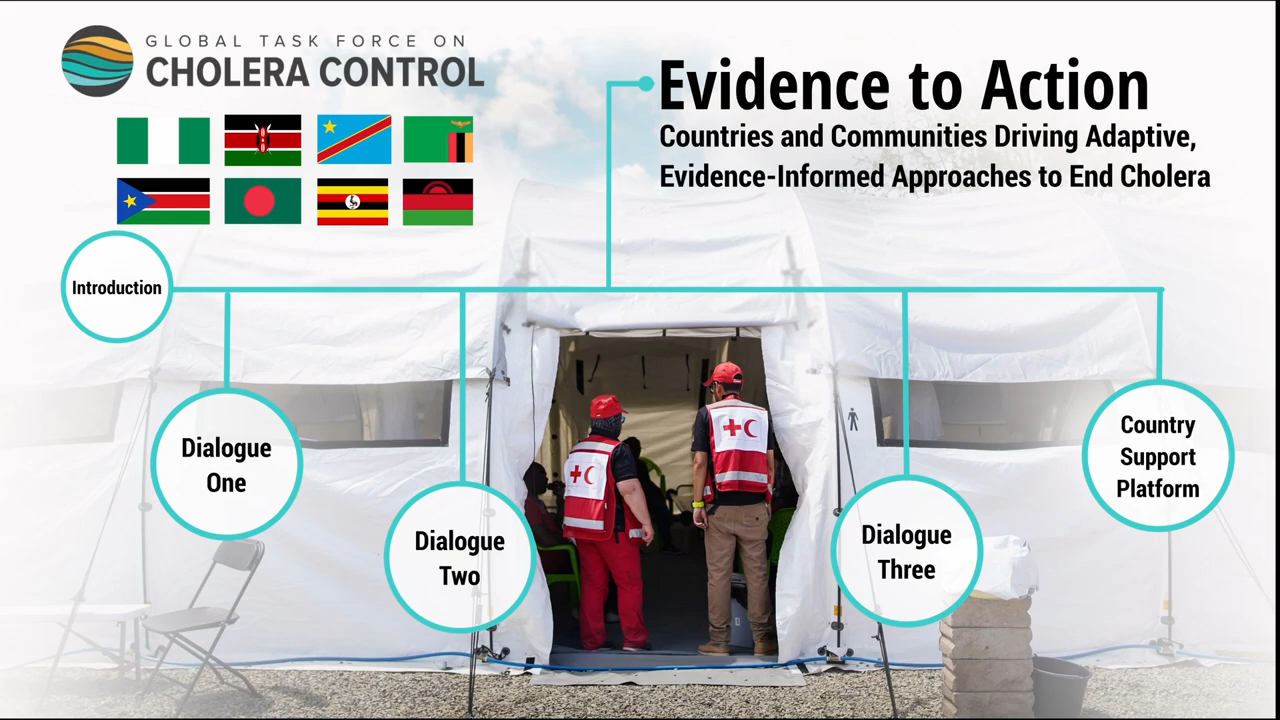 GLOBAL TASK FORCE ON
CHOLERA CONTROL
Evidence to Action
Countries and Communities Driving Adaptive,
Evidence-Informed Approaches to End Cholera
Introduction
Dialogue
One
Dialogue
Two
Dialogue
Three
Country
Support
Platform